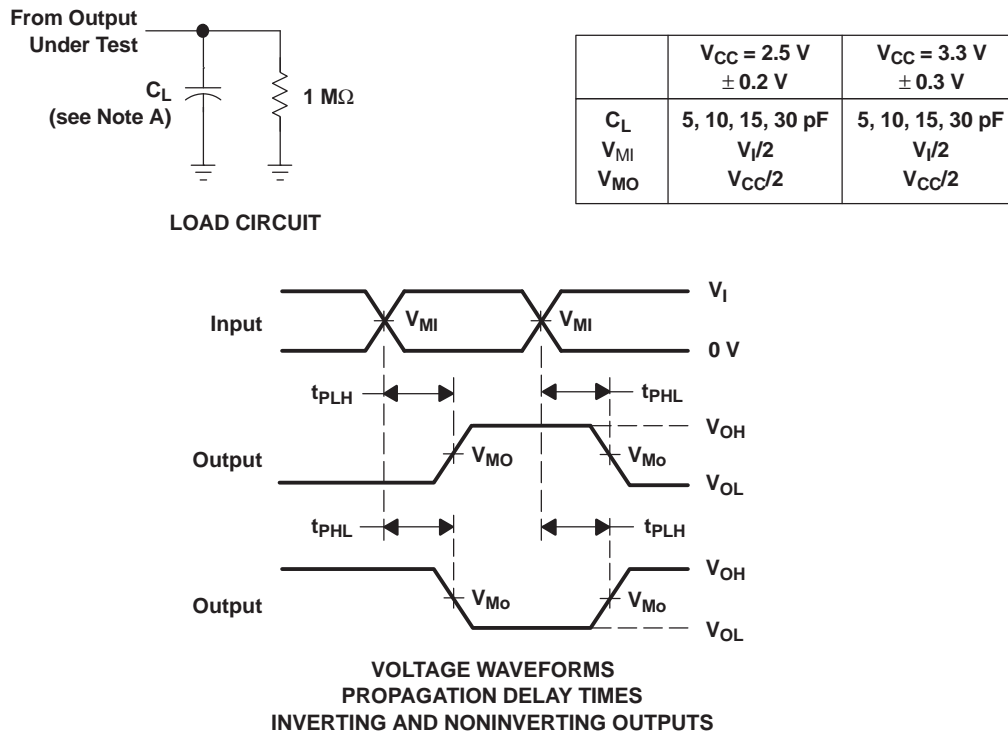 From Output
Under Test
CL
(see Note A)
1 MΩ
LOAD CIRCUIT
VCC = 2.5 V
± 0.2 V
VCC = 3.3 V
± 0.3 V
CL
5, 10, 15, 30 pF
5, 10, 15, 30 pF
VMI
VI/2
VI/2
VMO
VCC/2
VCC/2
Input
VMI
VMI
VI
0 V
tPLH
tPHL
Output
VMO
VMo
VOH
VOL
tPHL
tPLH
Output
VMo
VMo
VOH
VOL
VOLTAGE WAVEFORMS
PROPAGATION DELAY TIMES
INVERTING AND NONINVERTING OUTPUTS